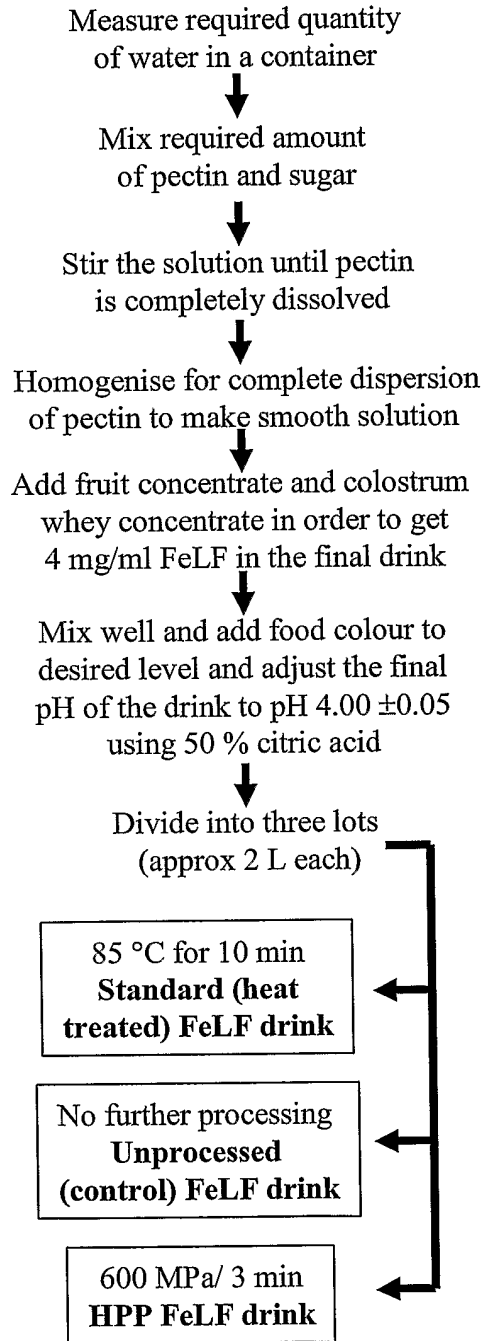 Measure required quantity
of water in a container
Mix required amount
of pectin and sugar
Stir the solution until pectin
is completely dissolved
Homogenise for complete dispersion
of pectin to make smooth solution
Add fruit concentrate and colostrum
whey concentrate in order to get
4 mg/ml FeLF in the final drink
Mix well and add food colour to
desired level and adjust the final
pH of the drink to pH 4.00 ±0.05
using 50 % citric acid
Divide into three lots
(approx 2 L each)
85 °C for 10 min
Standard (heat
treated) FeLF drink
No further processing
Unprocessed
(control) FeLF drink
600 MPa/ 3 min
HPP FeLF drink